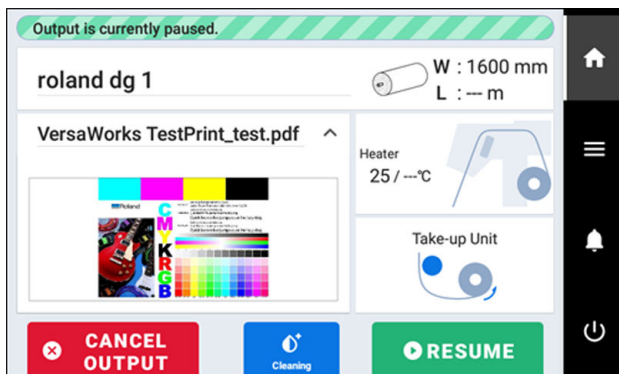 Output is currently paused.
roland dg 1
W : 1600 mm
L : --- m
VersaWorks TestPrint_test.pdf
Heater
25 / ---℃
Take-up Unit
Roland
C
M
Y
K
R
G
B
CANCEL
OUTPUT
Cleaning
RESUME